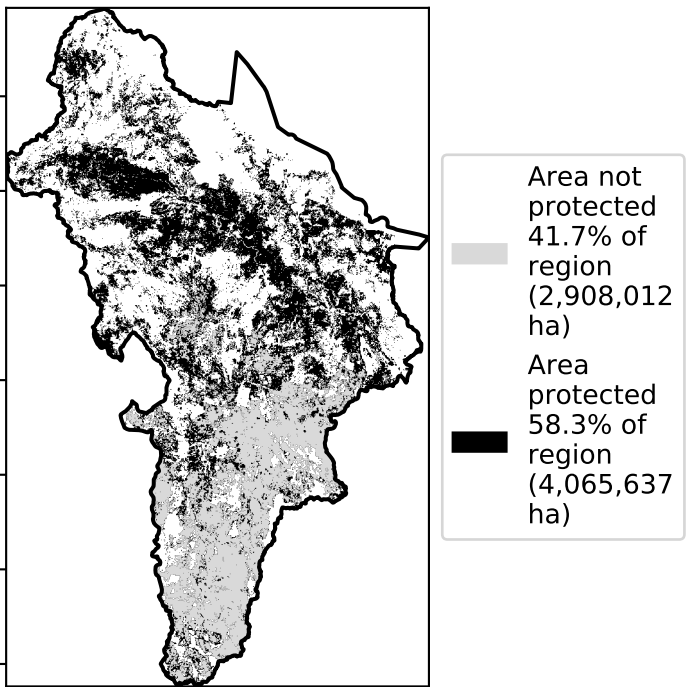 Area not
protected
41.7% of
region
(2,908,012
ha)
Area
protected
58.3% of
region
(4,065,637
ha)